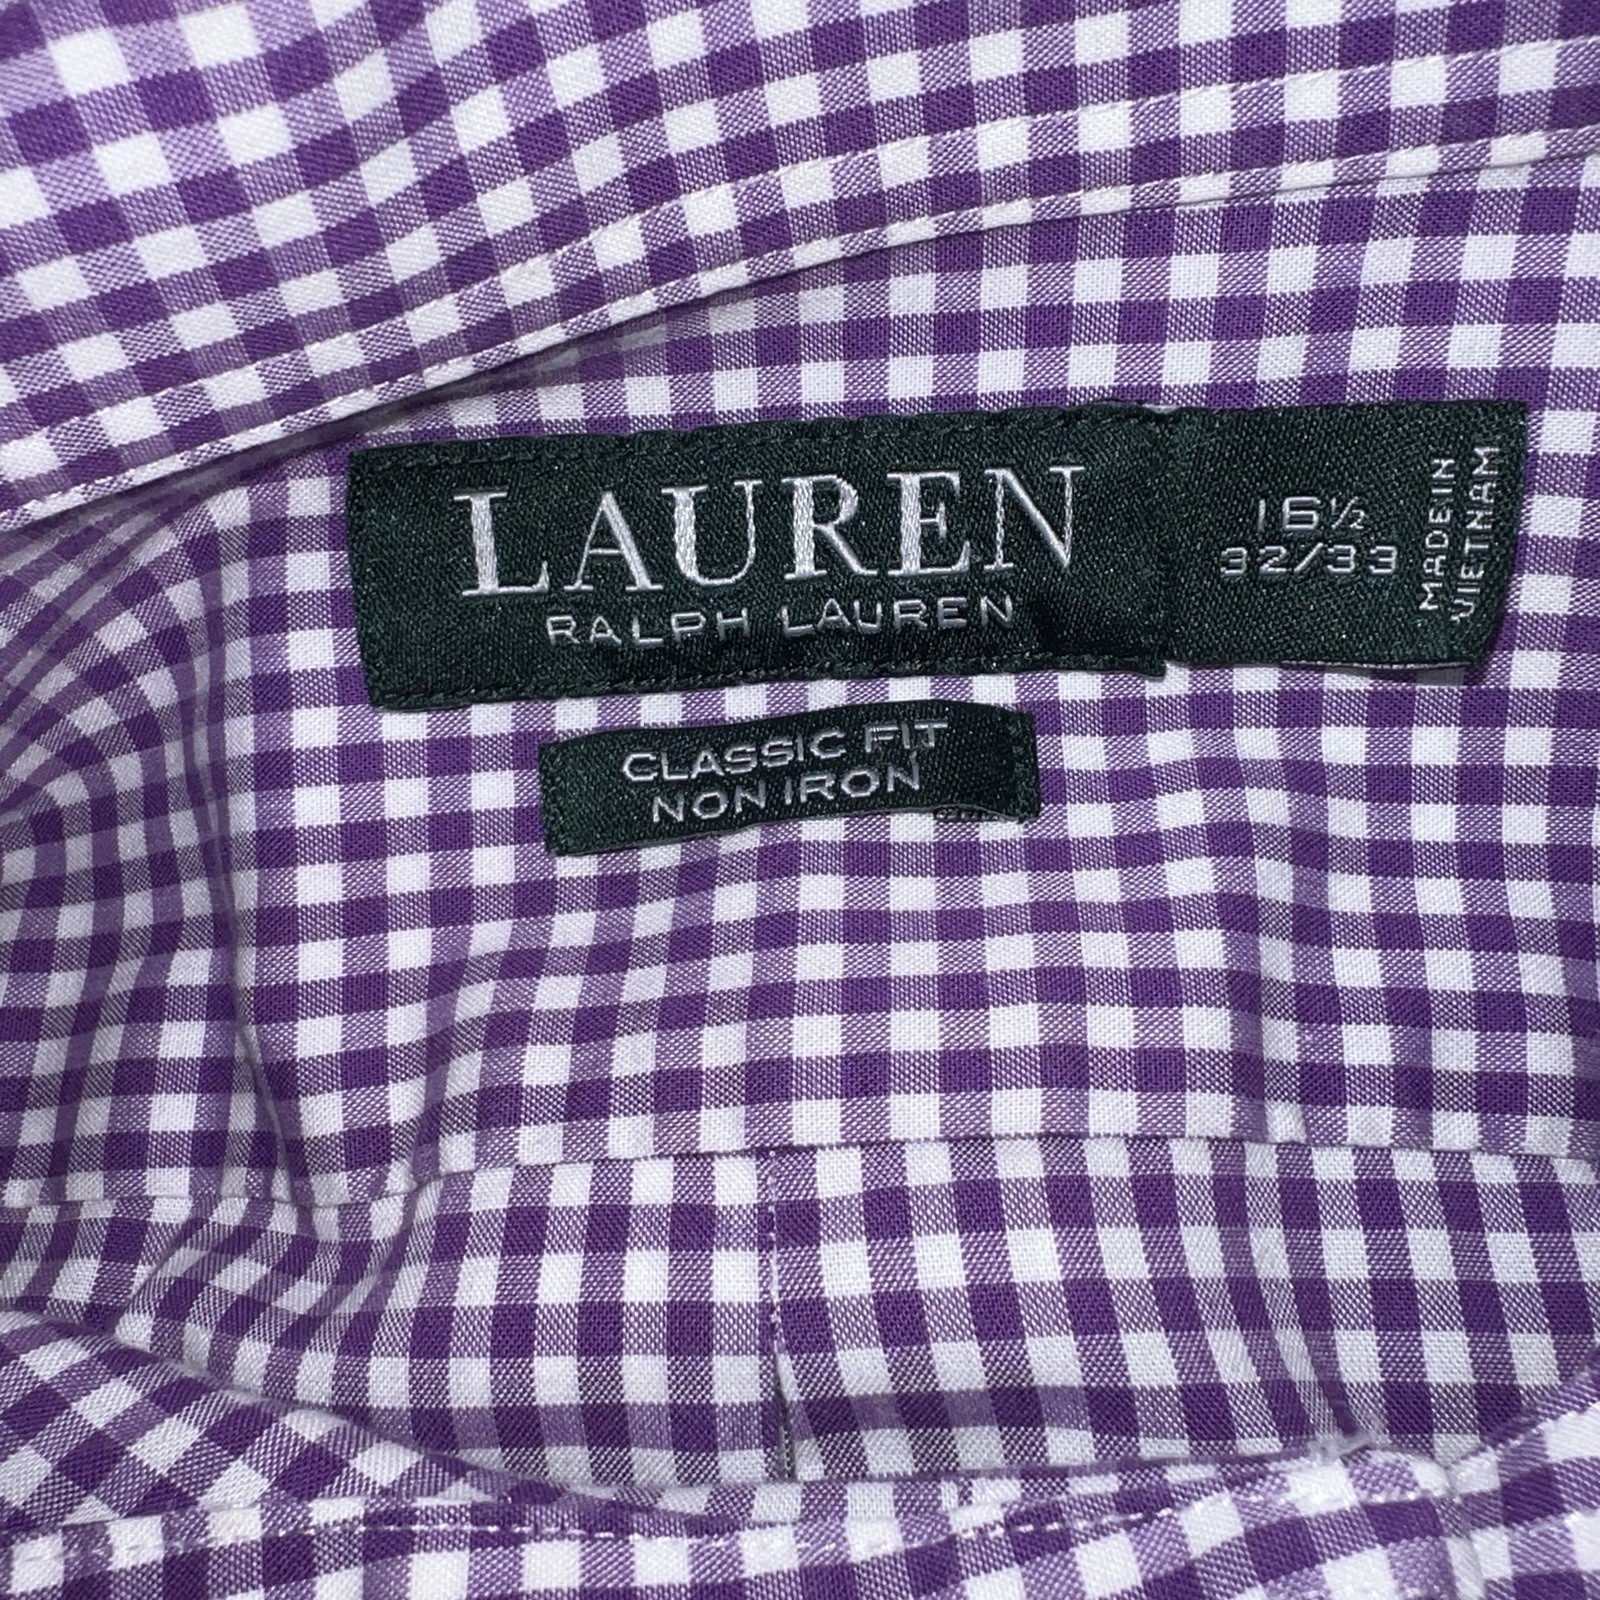 LAUREN
RALPH LAUREN
16½
32/33
MADE IN
VIETNAM
CLASSIC FIT
NON IRON